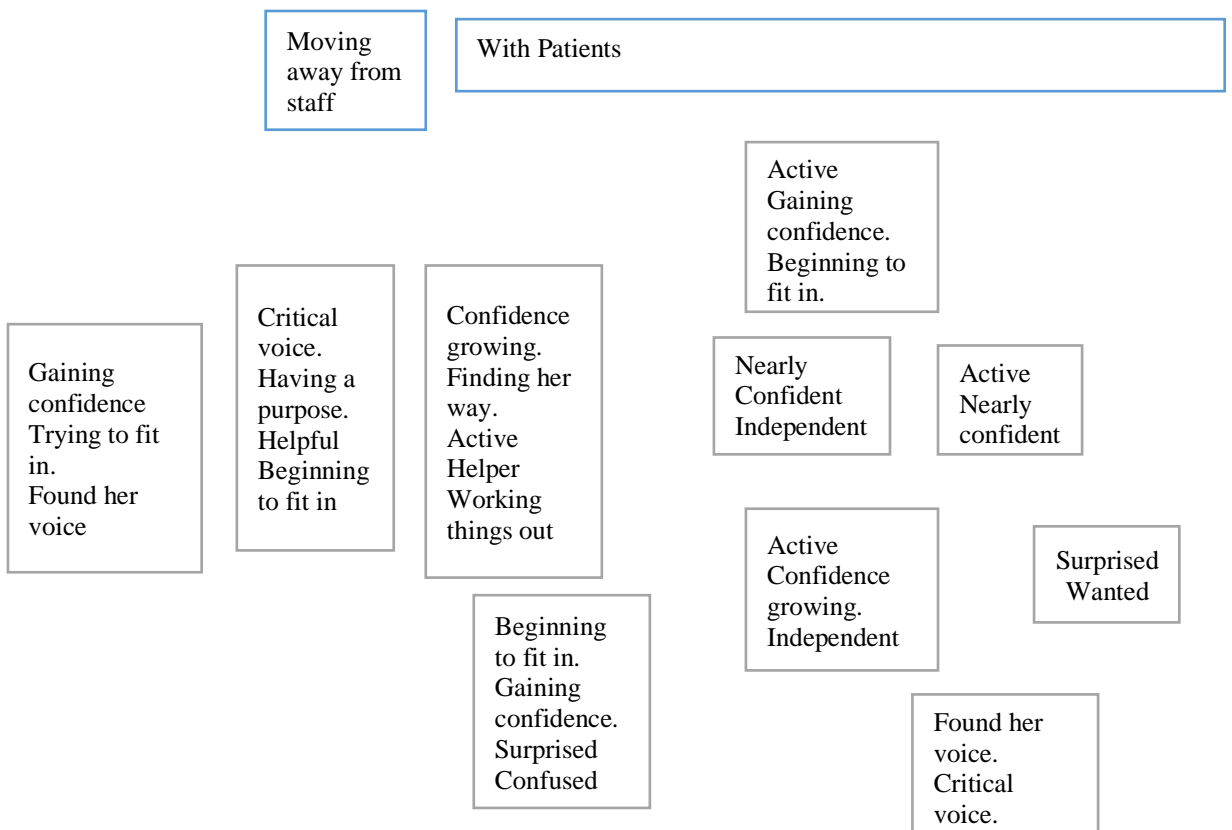 Moving
away from
staff
With Patients
Active
Gaining
confidence.
Beginning to
fit in.
Gaining
confidence
Trying to fit
in.
Found her
voice
Critical
voice.
Having a
purpose.
Helpful
Beginning
to fit in
Confidence
growing.
Finding her
way.
Active
Helper
Working
things out
Nearly
Confident
Independent
Active
Nearly
confident
Active
Confidence
growing.
Independent
Surprised
Wanted
Beginning
to fit in.
Gaining
confidence.
Surprised
Confused
Found her
voice.
Critical
voice.